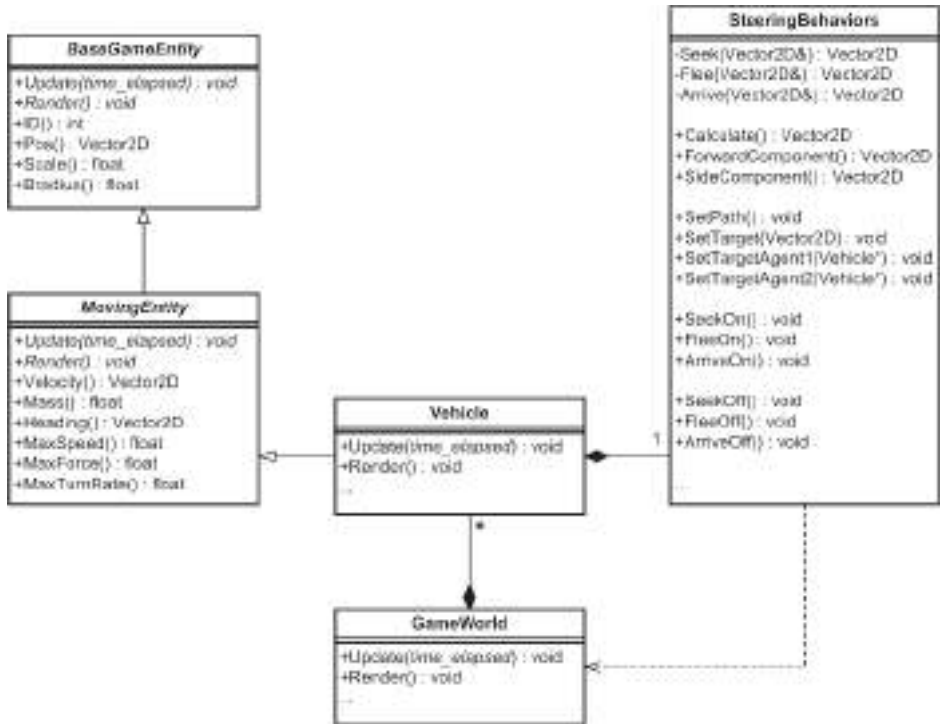 BaseGameEntity
+Update(time_elapsed) : void
+Render() : void
+ID() : int
+Pos() : Vector2D
+Scale() : float
+Bradius() : float
MovingEntity
+Update(time_elapsed) : void
+Render() : void
+Velocity() : Vector2D
+Mass() : float
+Heading() : Vector2D
+MaxSpeed() : float
+MaxForce() : float
+MaxTurnRate() : float
Vehicle
+Update(time_elapsed) : void
+Render() : void
...
*
1
GameWorld
+Update(time_elapsed) : void
+Render() : void
...
SteeringBehaviors
-Seek(Vector2D&) : Vector2D
-Flee(Vector2D&) : Vector2D
-Arrive(Vector2D&) : Vector2D
+Calculate() : Vector2D
+ForwardComponent() : Vector2D
+SideComponent() : Vector2D
+SetPath() : void
+SetTarget(Vector2D) : void
+SetTargetAgent1(Vehicle*) : void
+SetTargetAgent2(Vehicle*) : void
+SeekOn() : void
+FleeOn() : void
+ArriveOn() : void
+SeekOff() : void
+FleeOff() : void
+ArriveOff() : void
...